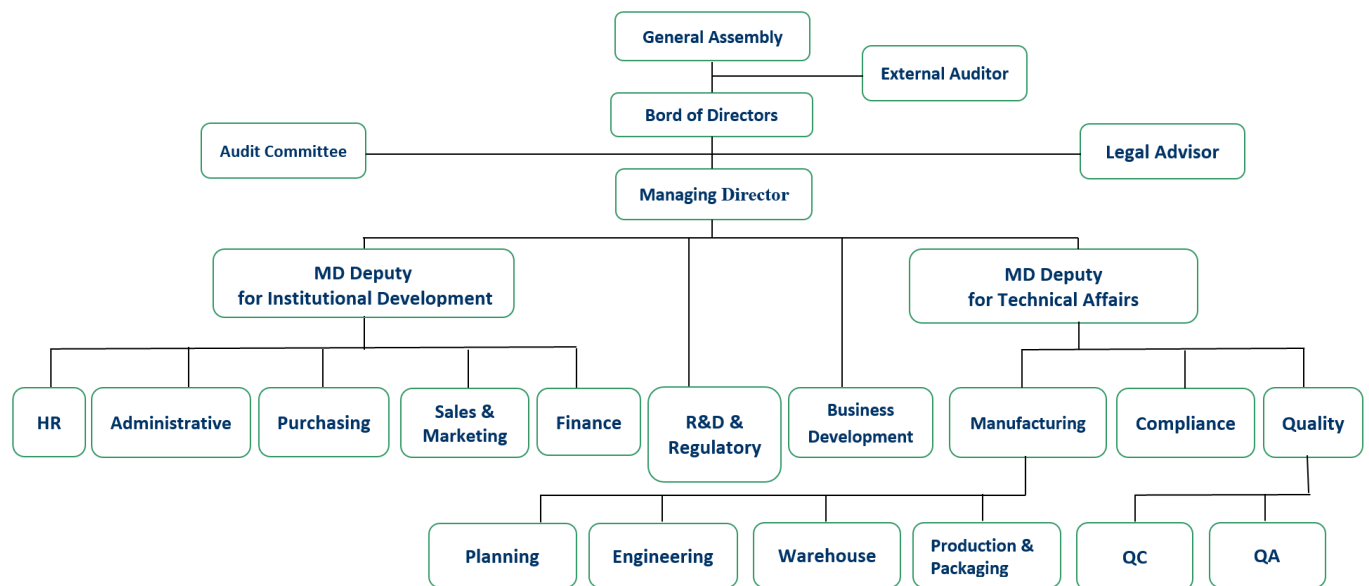 General Assembly
External Auditor
Bord of Directors
Audit Committee
Legal Advisor
Managing Director
MD Deputy
for Institutional Development
MD Deputy
for Technical Affairs
HR
Administrative
Purchasing
Sales &
Marketing
Finance
R&D &
Regulatory
Business
Development
Manufacturing
Compliance
Quality
Planning
Engineering
Warehouse
Production &
Packaging
QC
QA